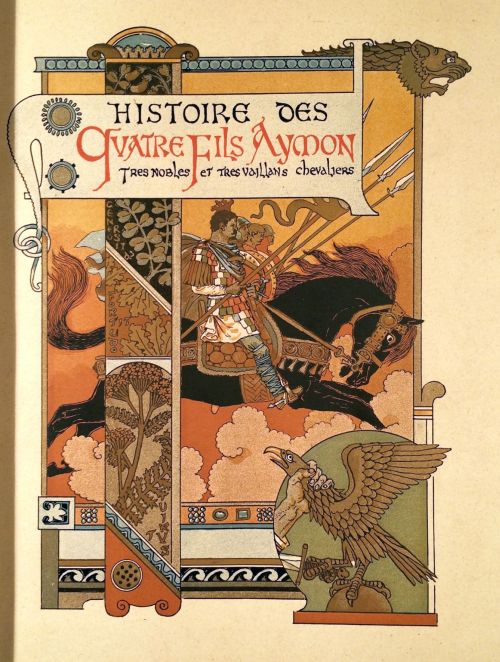 HISTOIRE DES
QVATRE FILS AYMON
TRES NOBLES ET TRES VAILLANS CHEVALIERS